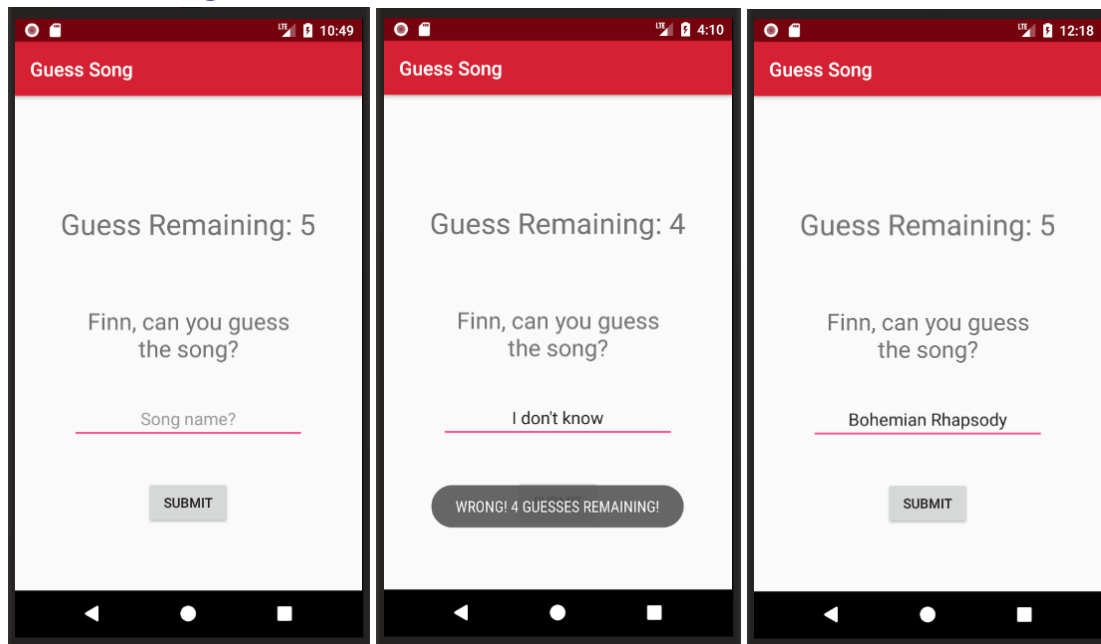 10:49
Guess Song
Guess Remaining: 5
Finn, can you guess
the song?
Song name?
SUBMIT
LTE
4:10
Guess Song
Guess Remaining: 4
Finn, can you guess
the song?
I don't know
WRONG! 4 GUESSES REMAINING!
LTE
12:18
Guess Song
Guess Remaining: 5
Finn, can you guess
the song?
Bohemian Rhapsody
SUBMIT